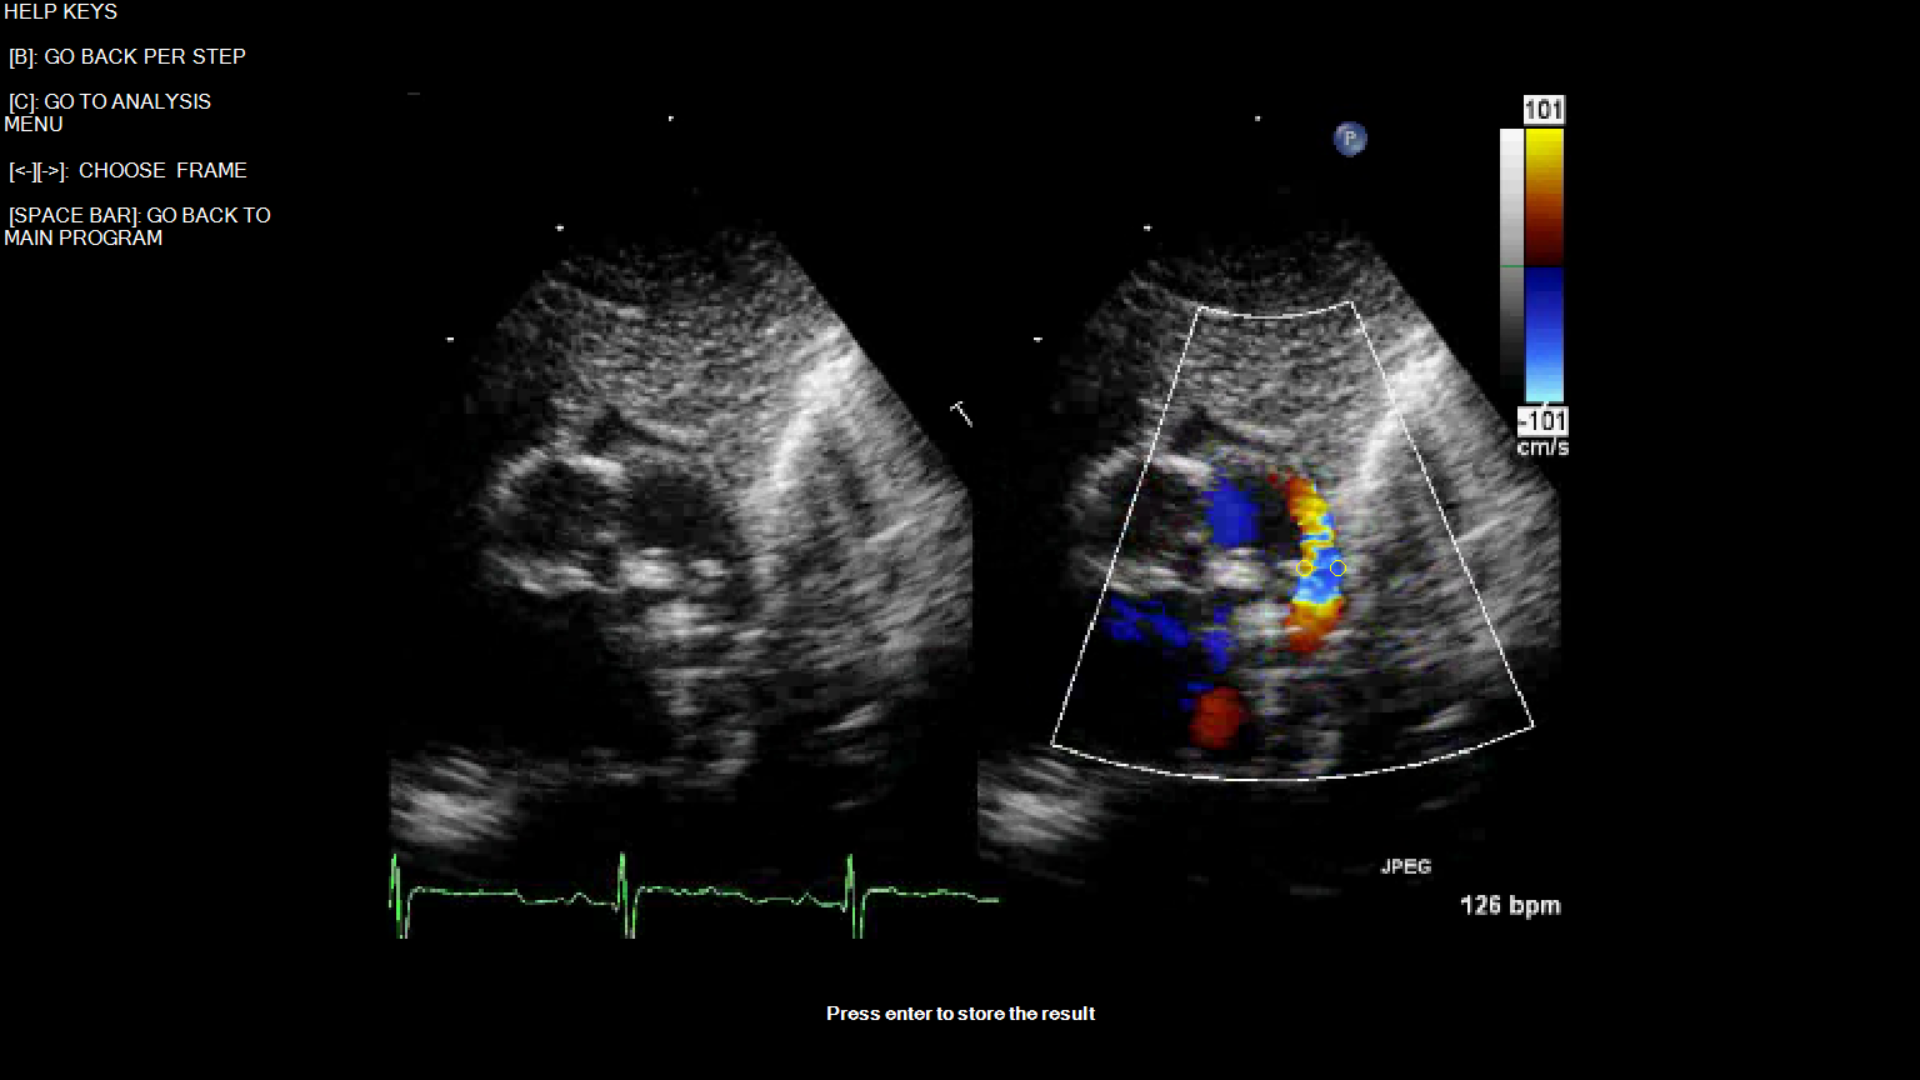 HELP KEYS
[B]: GO BACK PER STEP
[C]: GO TO ANALYSIS
MENU
[<-][->]: CHOOSE FRAME
[SPACE BAR]: GO BACK TO
MAIN PROGRAM
P
101
-101
cm/s
JPEG
126 bpm
Press enter to store the result